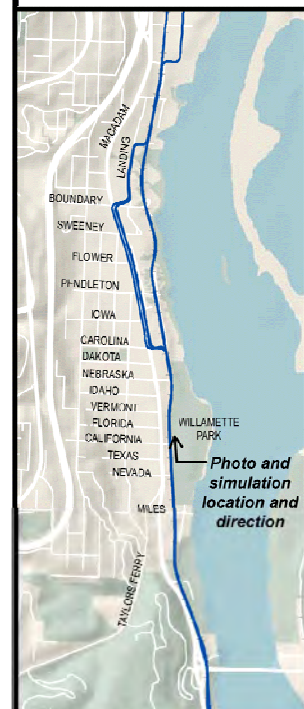 MACADAM
LANDING
BOUNDARY
SWEENEY
FLOWER
PENDLETON
IOWA
CAROLINA
DAKOTA
NEBRASKA
IDAHO
VERMONT
FLORIDA
CALIFORNIA
TEXAS
NEVADA
WILLAMETTE
PARK
Photo and
simulation
location and
direction
MILES
TAYLORS FERRY